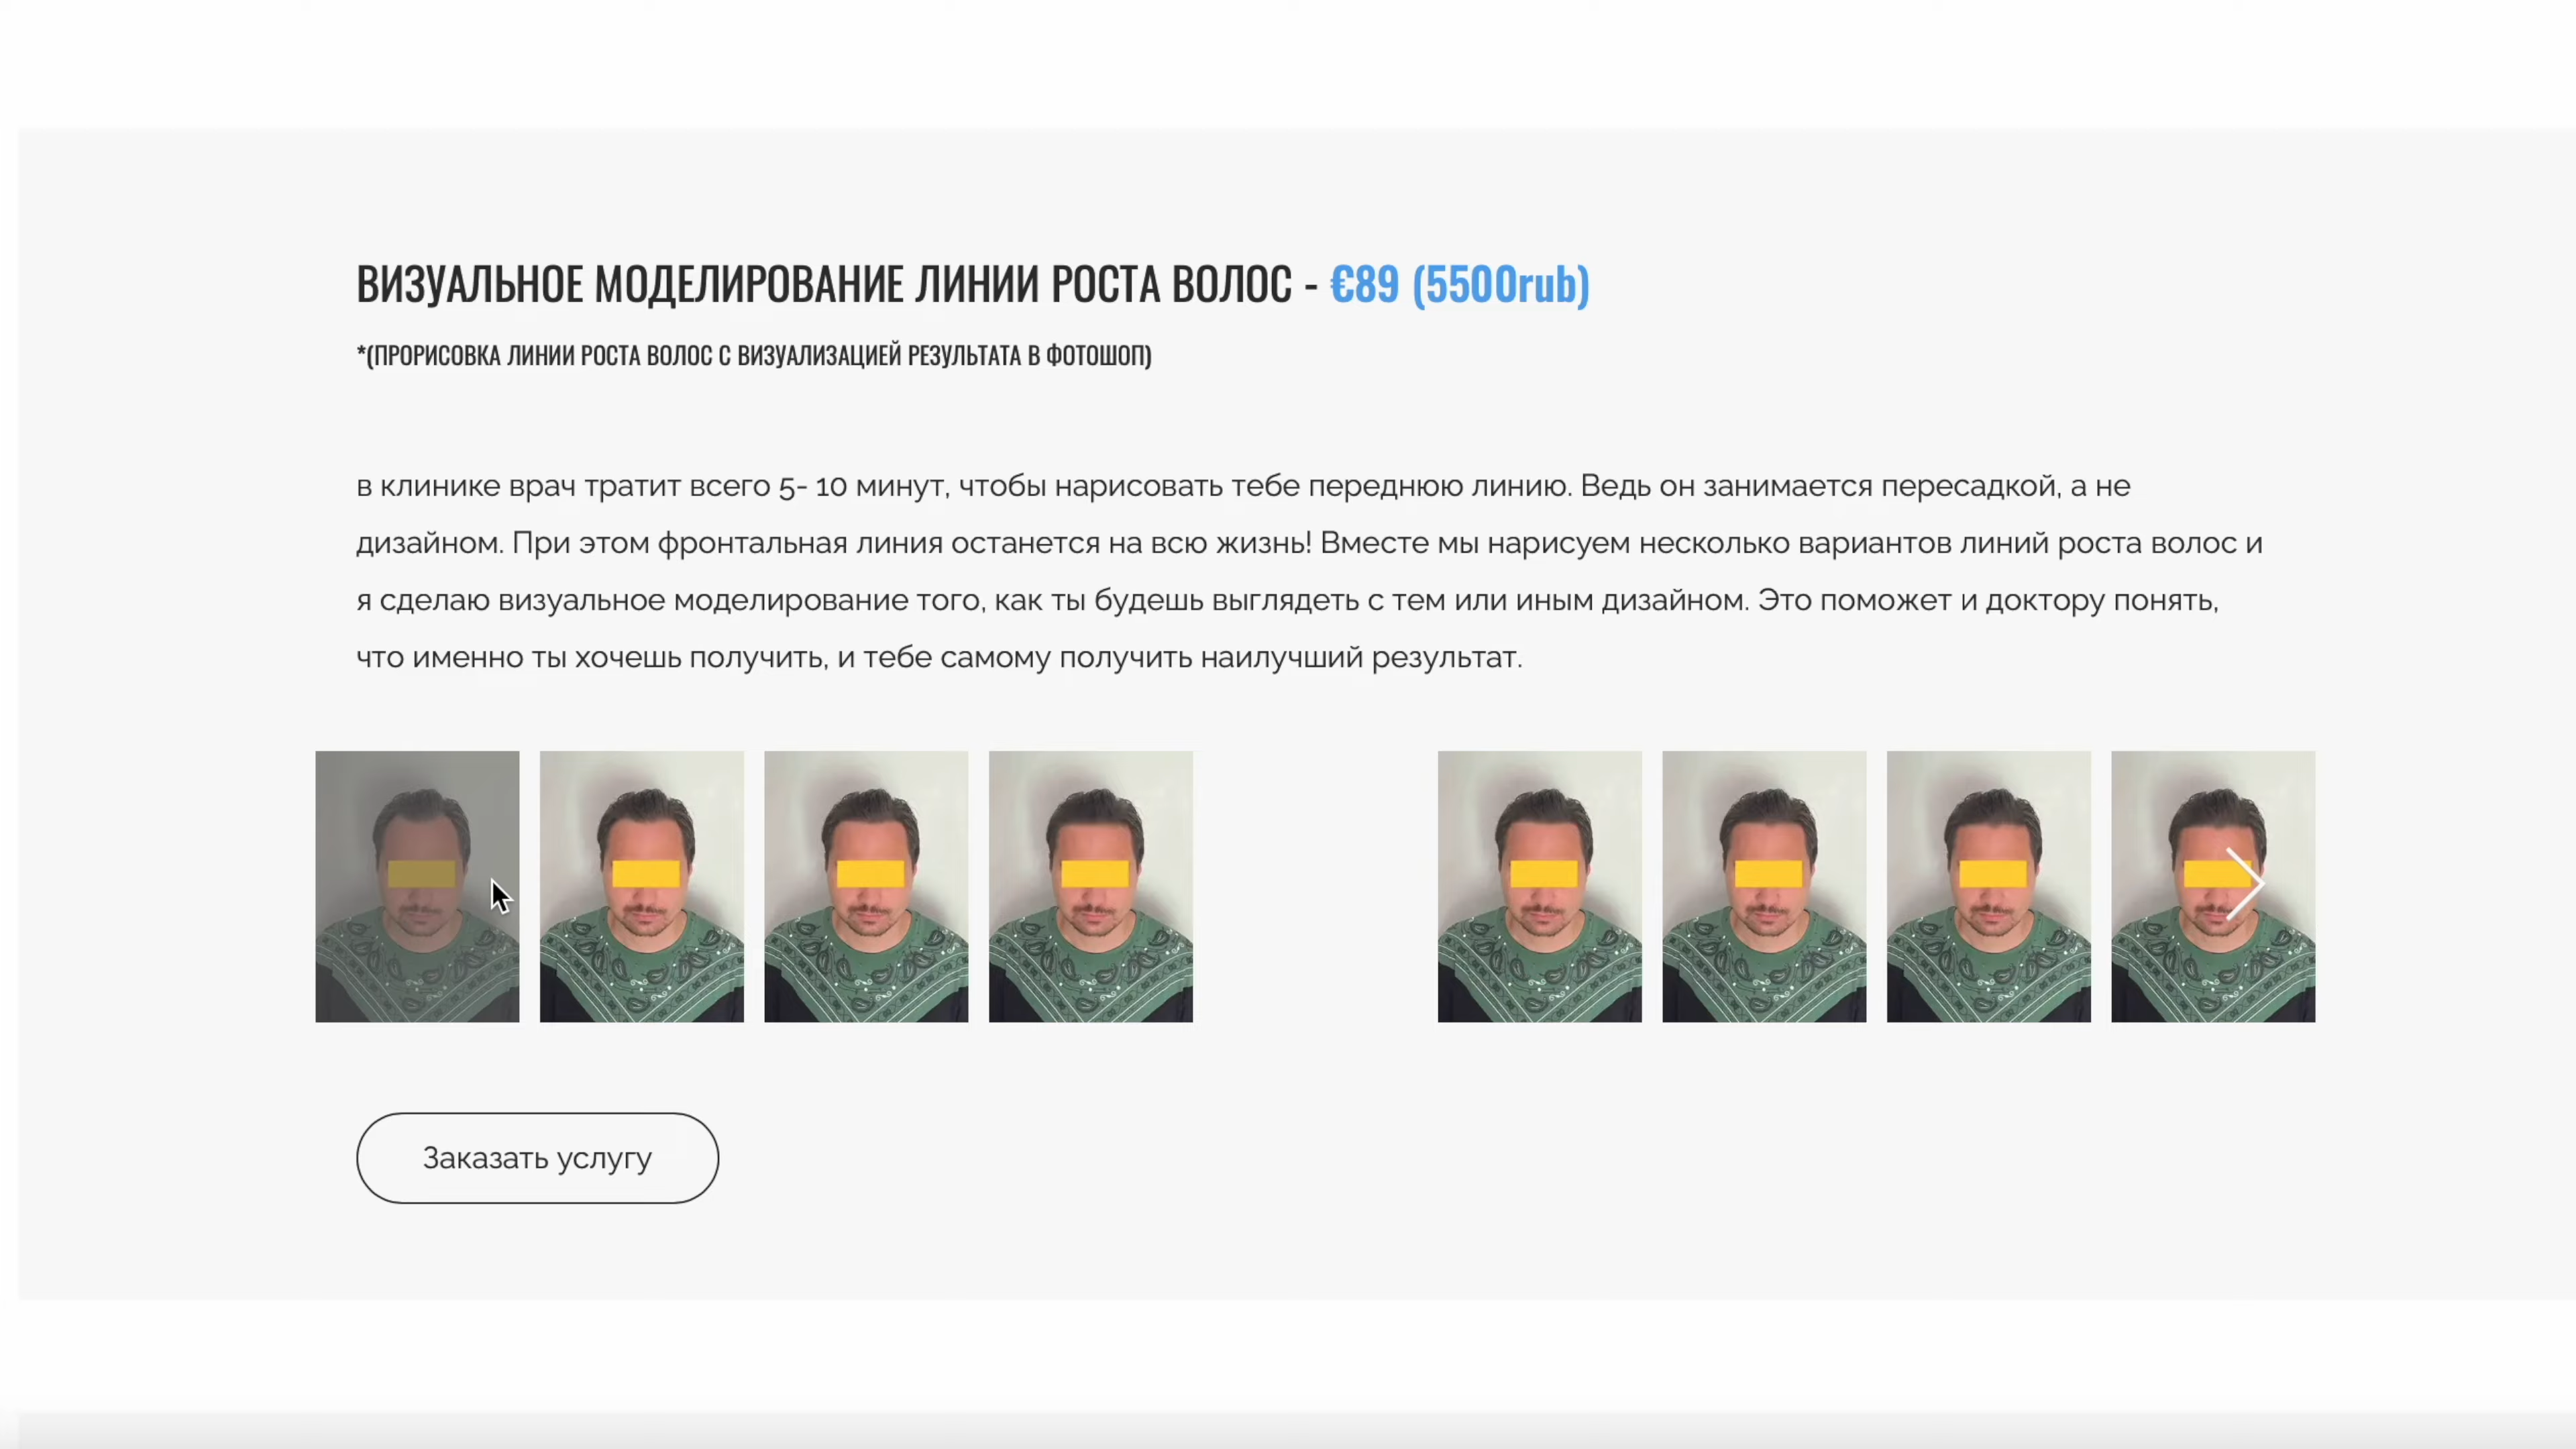 ВИЗУАЛЬНОЕ МОДЕЛИРОВАНИЕ ЛИНИИ РОСТА ВОЛОС - €89 (5500rub)
*(ПРОРИСОВКА ЛИНИИ РОСТА ВОЛОС С ВИЗУАЛИЗАЦИЕЙ РЕЗУЛЬТАТА В ФОТОШОП)
в клинике врач тратит всего 5- 10 минут, чтобы нарисовать тебе переднюю линию. Ведь он занимается пересадкой, а не
дизайном. При этом фронтальная линия останется на всю жизнь! Вместе мы нарисуем несколько вариантов линий роста волос и
я сделаю визуальное моделирование того, как ты будешь выглядеть с тем или иным дизайном. Это поможет и доктору понять,
что именно ты хочешь получить, и тебе самому получить наилучший результат.
Заказать услугу